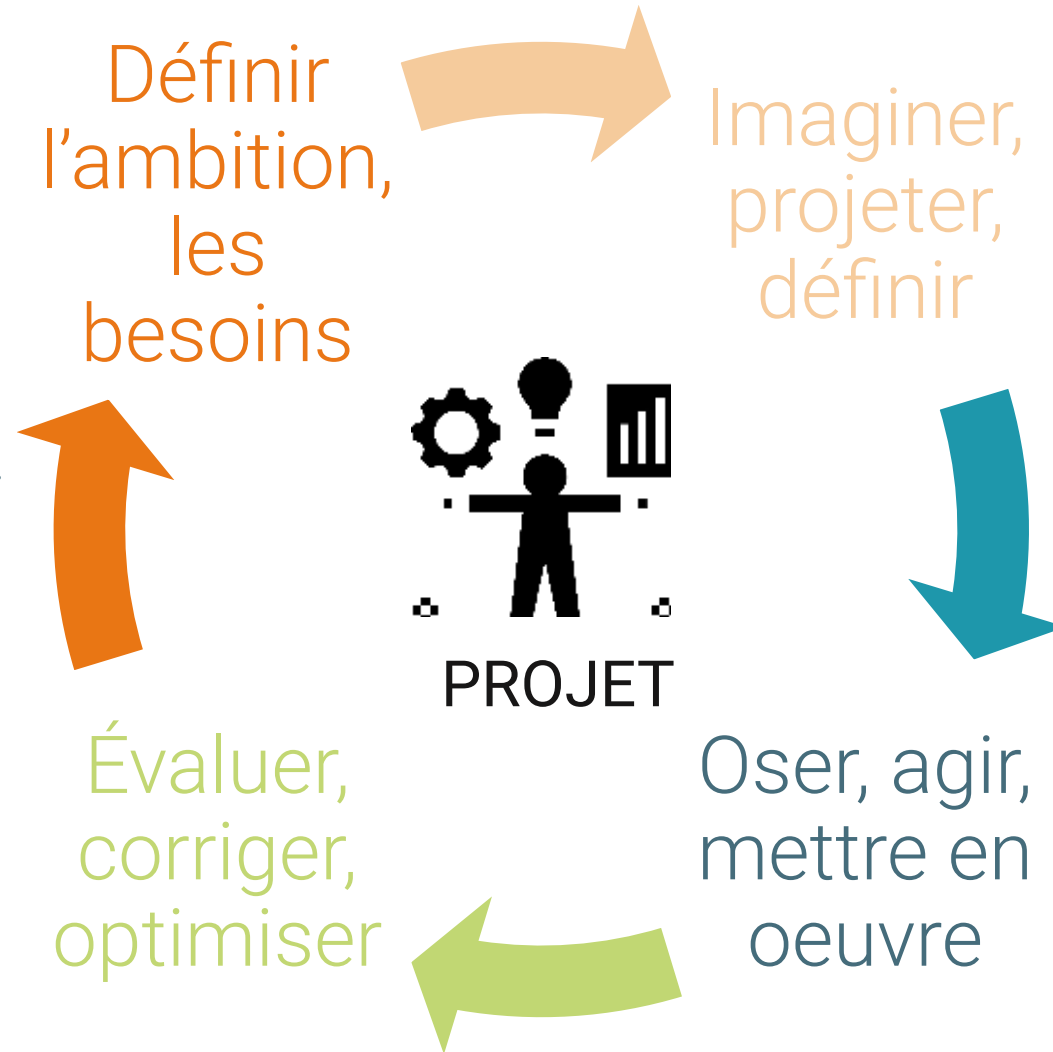 Définir
l’ambition,
les
besoins
Imaginer,
projeter,
définir
PROJET
Oser, agir,
mettre en
oeuvre
Évaluer,
corriger,
optimiser